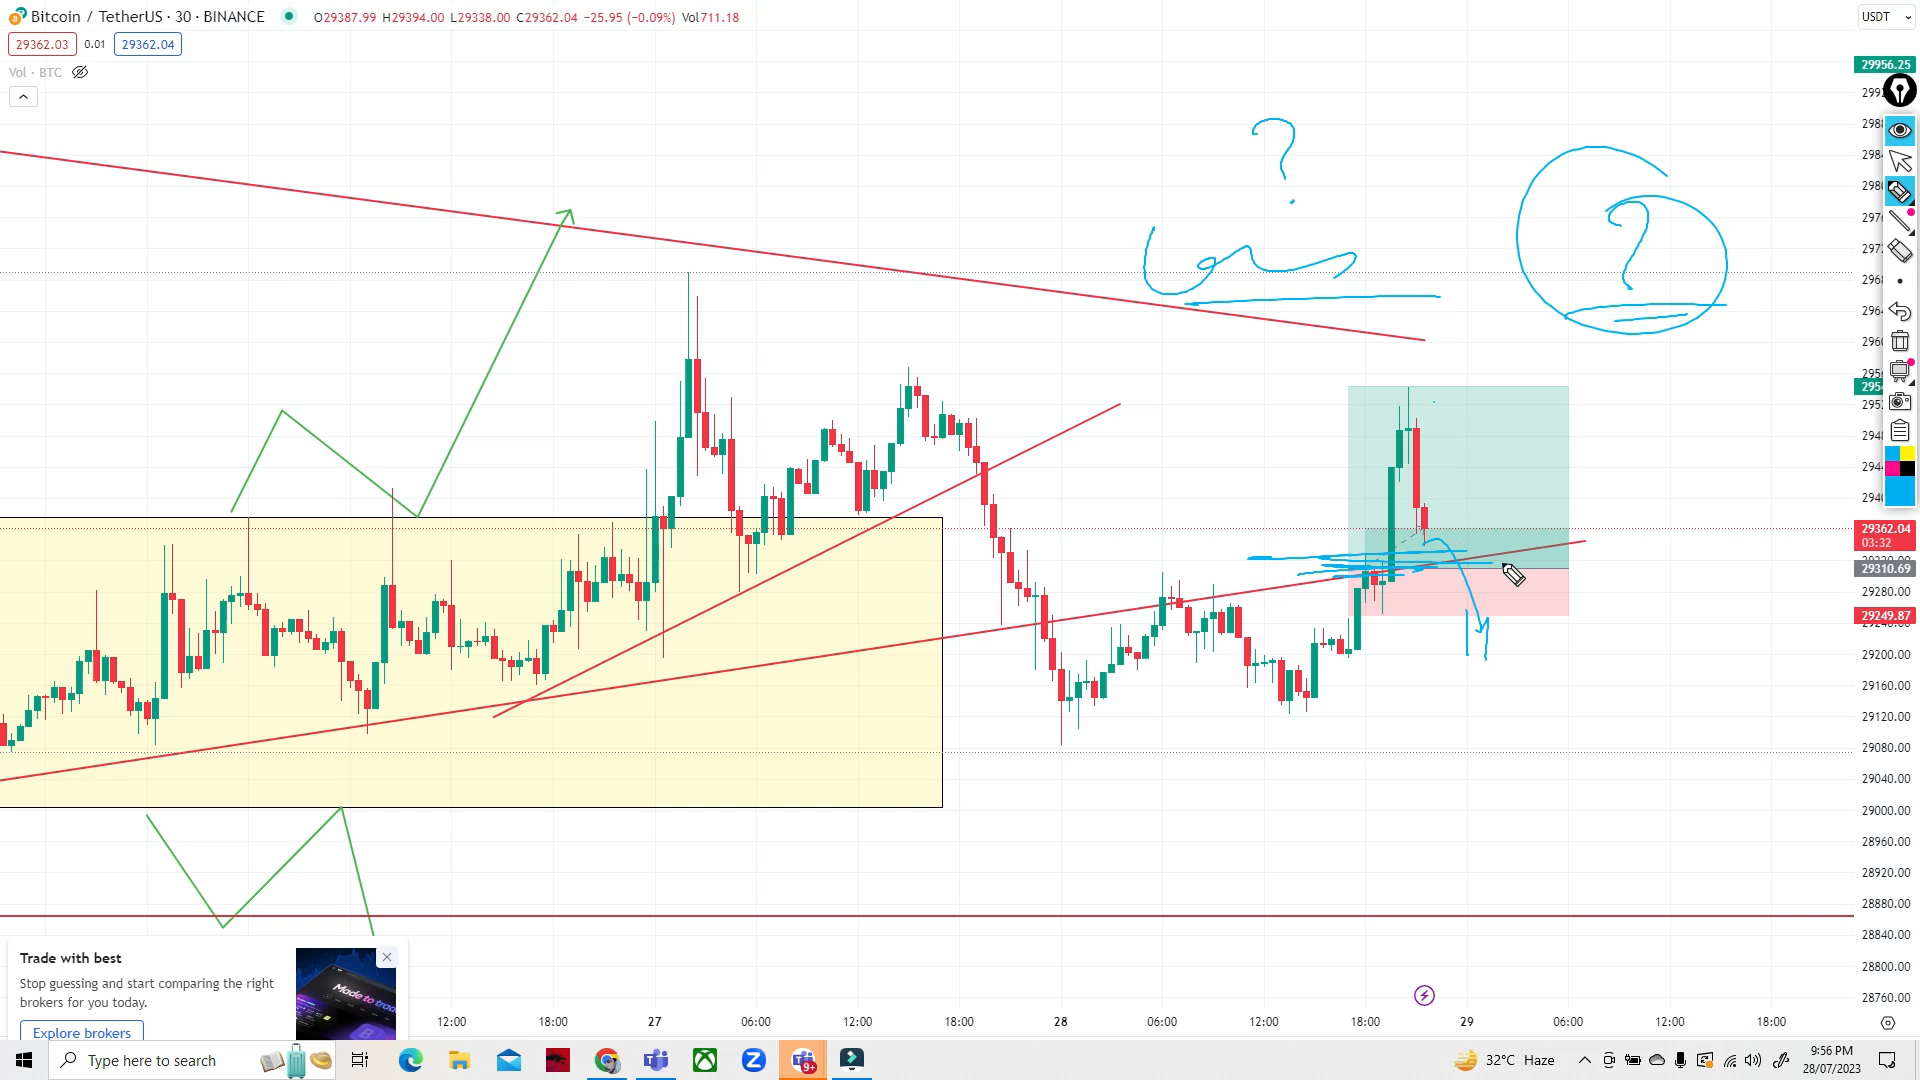 Bitcoin / TetherUS · 30 · BINANCE O29387.99 H29394.00 L29338.00 C29362.04 −25.95 (−0.09%) Vol711.18
USDT
29362.03 0.01 29362.04
Vol · BTC
29956.25
?
?
Loss
29362.04
03:32
29310.69
29280.00
29249.87
29200.00
29160.00
29120.00
29080.00
29040.00
29000.00
28960.00
28920.00
28880.00
28840.00
28800.00
28760.00
Trade with best
Stop guessing and start comparing the right
brokers for you today.
Made to trade
Explore brokers
12:00 18:00 27 06:00 12:00 18:00 28 06:00 12:00 18:00 29 06:00 12:00 18:00
Type here to search
9+
32°C Haze
9:56 PM
28/07/2023